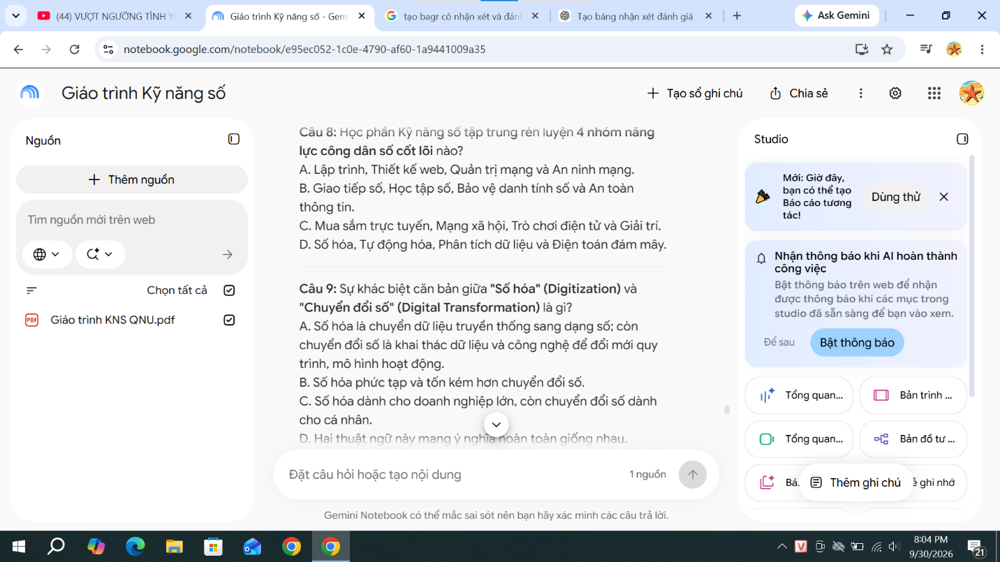 (44) VƯỢT NGƯỠNG TÌNH Y
Giáo trình Kỹ năng số - Gem
tạo bagr có nhận xét và đánh
Tạo bảng nhận xét đánh giá
Ask Gemini
notebook.google.com/notebook/e95ec052-1c0e-4790-af60-1a9441009a35
Giáo trình Kỹ năng số
Tạo sổ ghi chú
Chia sẻ
Nguồn
Thêm nguồn
Tìm nguồn mới trên web
Chọn tất cả
PDF
Giáo trình KNS QNU.pdf
Câu 8: Học phần Kỹ năng số tập trung rèn luyện 4 nhóm năng
lực công dân số cốt lõi nào?
A. Lập trình, Thiết kế web, Quản trị mạng và An ninh mạng.
B. Giao tiếp số, Học tập số, Bảo vệ danh tính số và An toàn
thông tin.
C. Mua sắm trực tuyến, Mạng xã hội, Trò chơi điện tử và Giải trí.
D. Số hóa, Tự động hóa, Phân tích dữ liệu và Điện toán đám mây.
Câu 9: Sự khác biệt căn bản giữa "Số hóa" (Digitization) và
"Chuyển đổi số" (Digital Transformation) là gì?
A. Số hóa là chuyển dữ liệu truyền thống sang dạng số; còn
chuyển đổi số là khai thác dữ liệu và công nghệ để đổi mới quy
trình, mô hình hoạt động.
B. Số hóa phức tạp và tốn kém hơn chuyển đổi số.
C. Số hóa dành cho doanh nghiệp lớn, còn chuyển đổi số dành
cho cá nhân.
D. Hai thuật ngữ này mang ý nghĩa hoàn toàn giống nhau.
Đặt câu hỏi hoặc tạo nội dung
1 nguồn
Gemini Notebook có thể mắc sai sót nên bạn hãy xác minh các câu trả lời.
Studio
Mới: Giờ đây,
bạn có thể tạo
Báo cáo tương
tác!
Dùng thử
Nhận thông báo khi AI hoàn thành
công việc
Bật thông báo trên web để nhận
được thông báo khi các mục trong
studio đã sẵn sàng để bạn vào xem.
Để sau
Bật thông báo
Tổng quan...
Bản trình ...
Tổng quan...
Bản đồ tư ...
Bá.
Thêm ghi chú
ẻ ghi nhớ
V
8:04 PM
9/30/2026
21